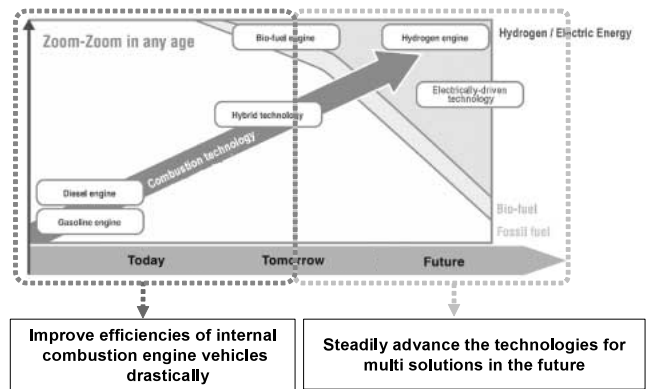 Zoom-Zoom in any age
Bio-fuel engine
Hydrogen engine
Hydrogen / Electric Energy
Electrically-driven
technology
Hybrid technology
Combustion technology
Diesel engine
Gasoline engine
Bio-fuel
Fossil fuel
Today
Tomorrow
Future
Improve efficiencies of internal
combustion engine vehicles
drastically
Steadily advance the technologies for
multi solutions in the future